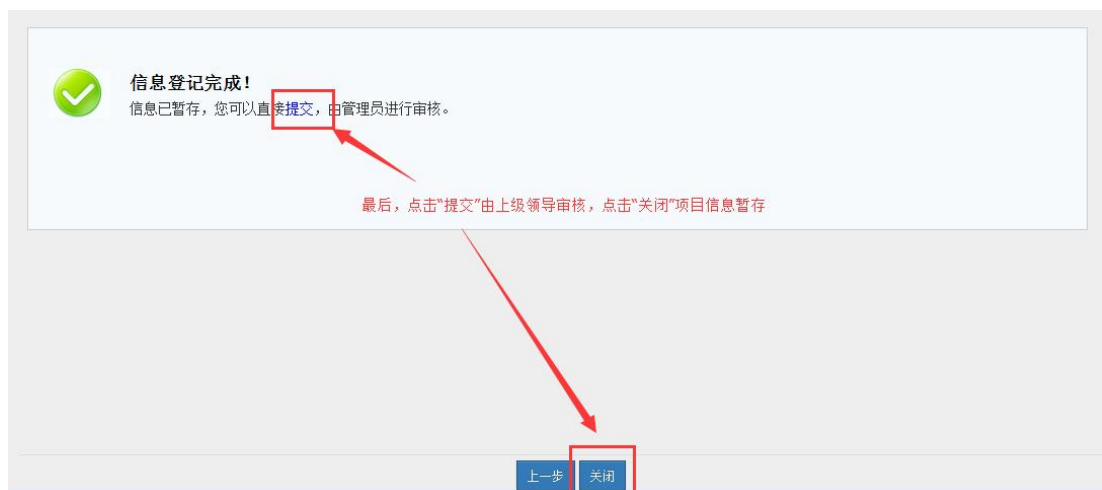 信息登记完成！
信息已暂存，您可以直接提交，由管理员进行审核。
最后，点击“提交”由上级领导审核，点击“关闭”项目信息暂存
上一步 关闭